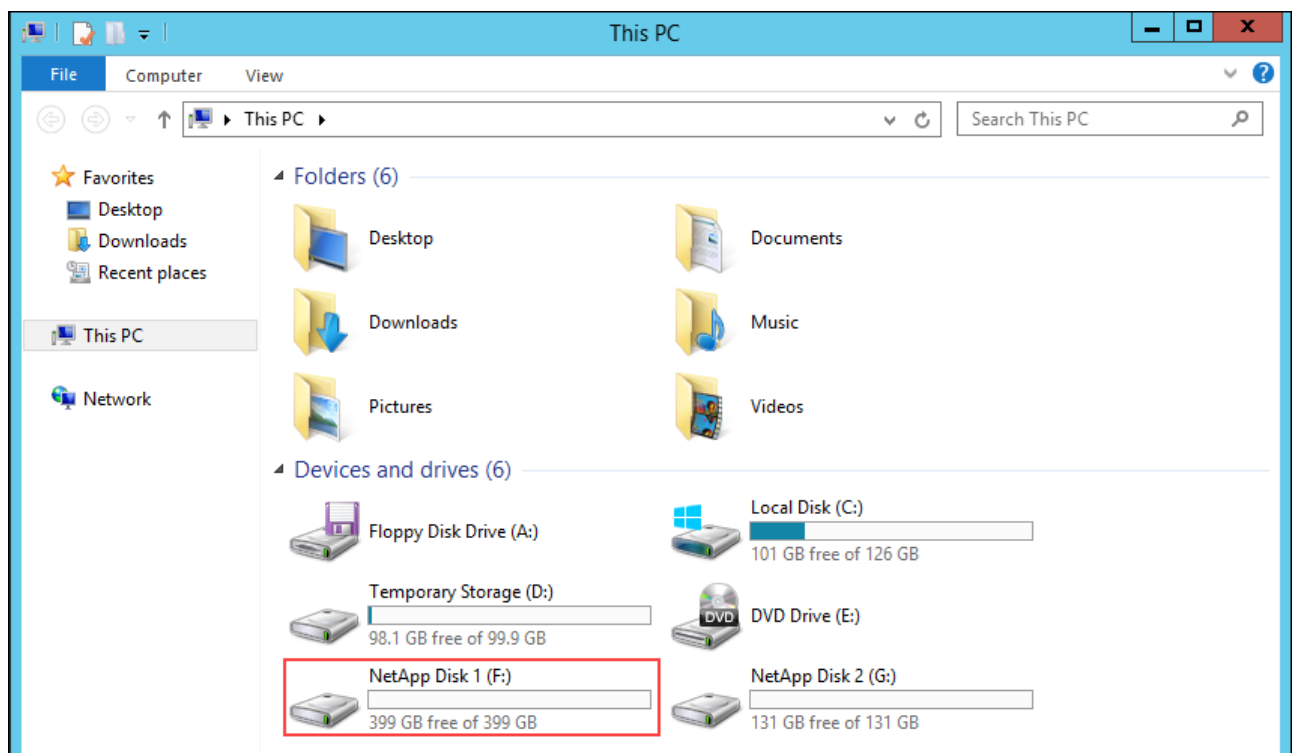 This PC
File Computer View
This PC
Search This PC
Favorites
Desktop
Downloads
Recent places
This PC
Network
Folders (6)
Desktop
Documents
Downloads
Music
Pictures
Videos
Devices and drives (6)
Floppy Disk Drive (A:)
Local Disk (C:)
101 GB free of 126 GB
Temporary Storage (D:)
98.1 GB free of 99.9 GB
DVD
DVD Drive (E:)
NetApp Disk 1 (F:)
399 GB free of 399 GB
NetApp Disk 2 (G:)
131 GB free of 131 GB